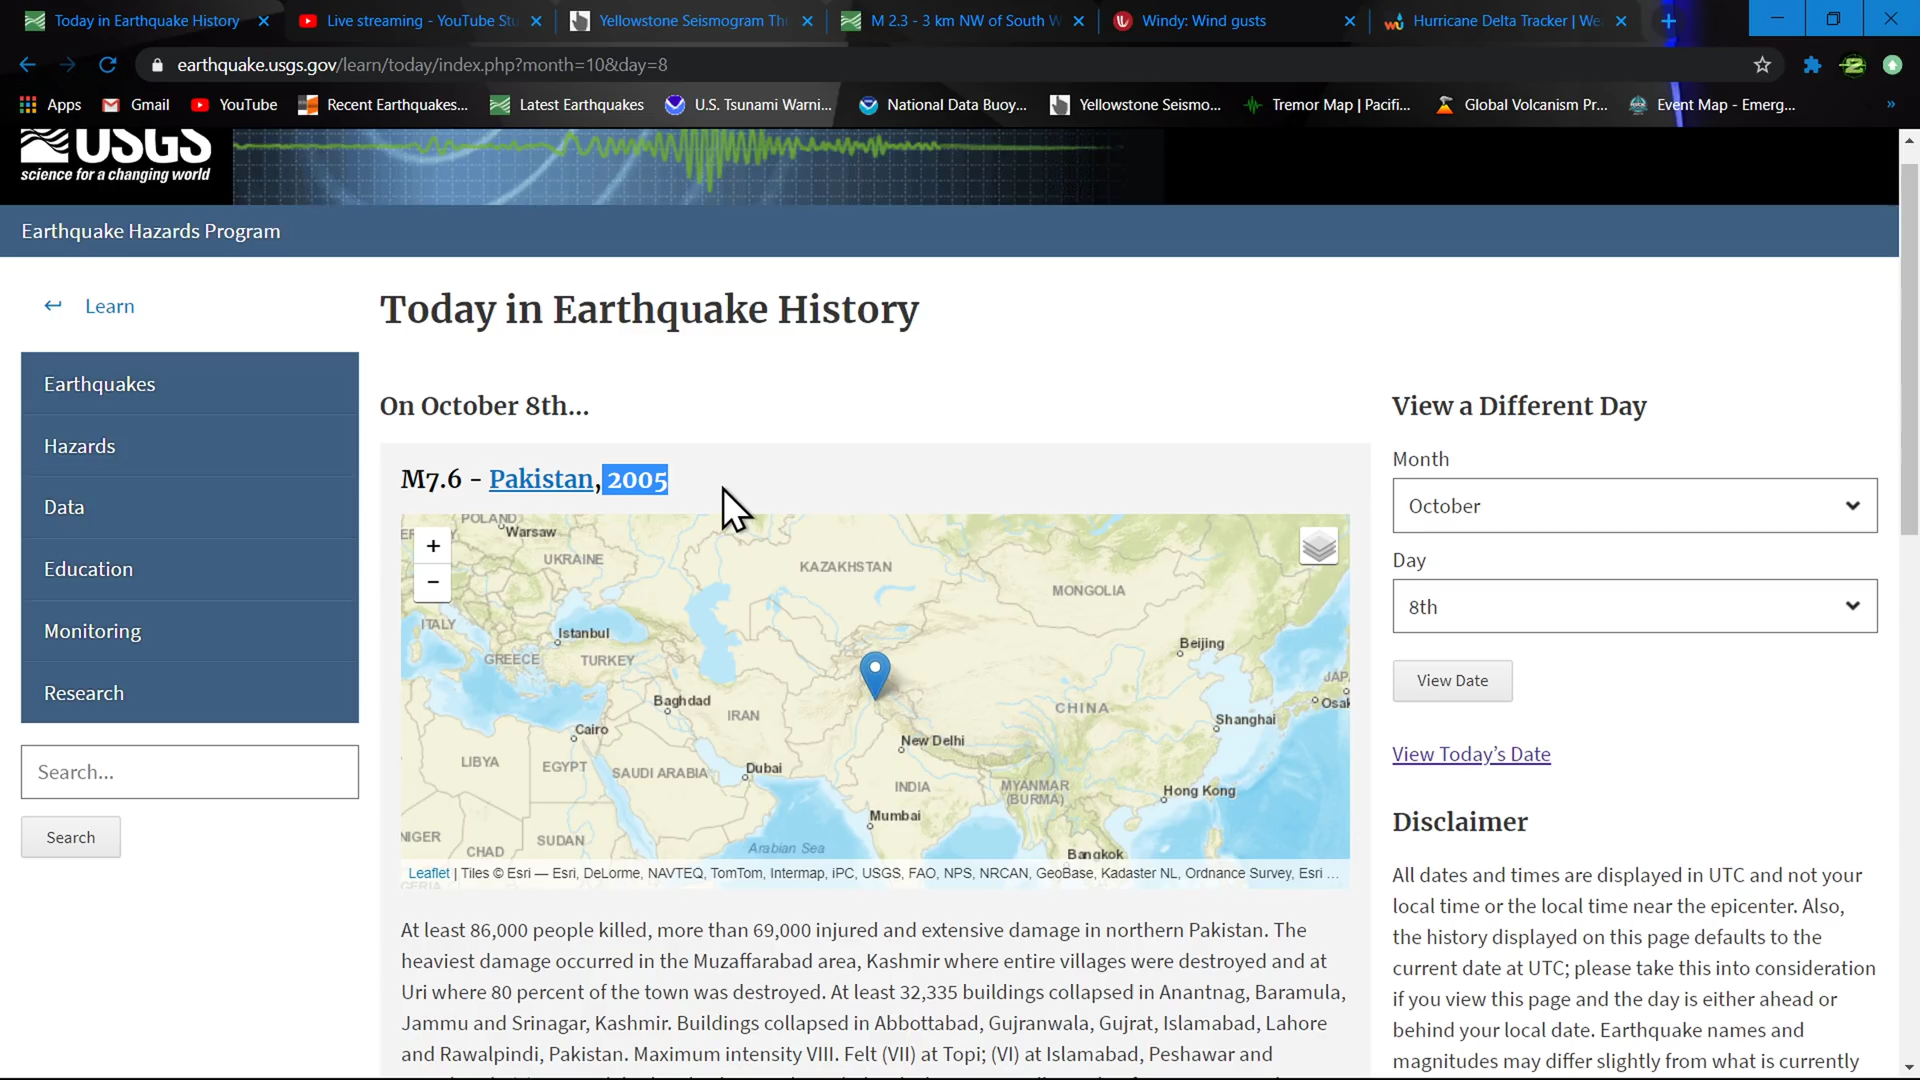 Today in Earthquake History
Live streaming - YouTube Stu
Yellowstone Seismogram Th
M 2.3 - 3 km NW of South W
Windy: Wind gusts
Hurricane Delta Tracker | We
earthquake.usgs.gov/learn/today/index.php?month=10&day=8
Apps
Gmail
YouTube
Recent Earthquakes...
Latest Earthquakes
U.S. Tsunami Warni...
National Data Buoy...
Yellowstone Seismo...
Tremor Map | Pacifi...
Global Volcanism Pr...
Event Map - Emerg...
»
USGS
science for a changing world
Earthquake Hazards Program
Learn
Earthquakes
Hazards
Data
Education
Monitoring
Research
Search...
Search
Today in Earthquake History
On October 8th...
M7.6 - Pakistan, 2005
+
−
POLAND
Warsaw
UKRAINE
KAZAKHSTAN
MONGOLIA
ITALY
Istanbul
GREECE
TURKEY
Beijing
JAP
Osak
Baghdad
IRAN
CHINA
Shanghai
Cairo
New Delhi
LIBYA
EGYPT
SAUDI ARABIA
Dubai
INDIA
MYANMAR
(BURMA)
Hong Kong
Mumbai
NIGER
CHAD
SUDAN
Arabian Sea
Bangkok
Leaflet | Tiles © Esri — Esri, DeLorme, NAVTEQ, TomTom, Intermap, iPC, USGS, FAO, NPS, NRCAN, GeoBase, Kadaster NL, Ordnance Survey, Esri ...
At least 86,000 people killed, more than 69,000 injured and extensive damage in northern Pakistan. The
heaviest damage occurred in the Muzaffarabad area, Kashmir where entire villages were destroyed and at
Uri where 80 percent of the town was destroyed. At least 32,335 buildings collapsed in Anantnag, Baramula,
Jammu and Srinagar, Kashmir. Buildings collapsed in Abbottabad, Gujranwala, Gujrat, Islamabad, Lahore
and Rawalpindi, Pakistan. Maximum intensity VIII. Felt (VII) at Topi; (VI) at Islamabad, Peshawar and
View a Different Day
Month
October
Day
8th
View Date
View Today's Date
Disclaimer
All dates and times are displayed in UTC and not your
local time or the local time near the epicenter. Also,
the history displayed on this page defaults to the
current date at UTC; please take this into consideration
if you view this page and the day is either ahead or
behind your local date. Earthquake names and
magnitudes may differ slightly from what is currently